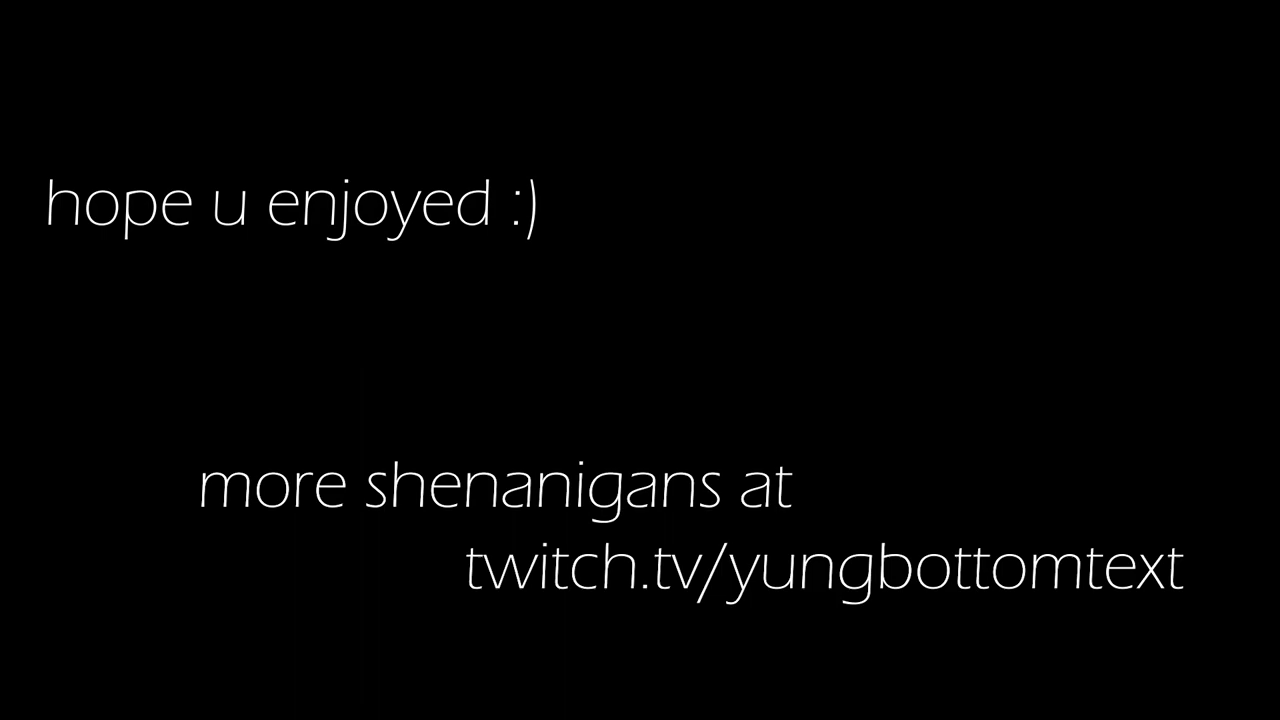 hope u enjoyed :)
more shenanigans at
twitch.tv/yungbottomtext